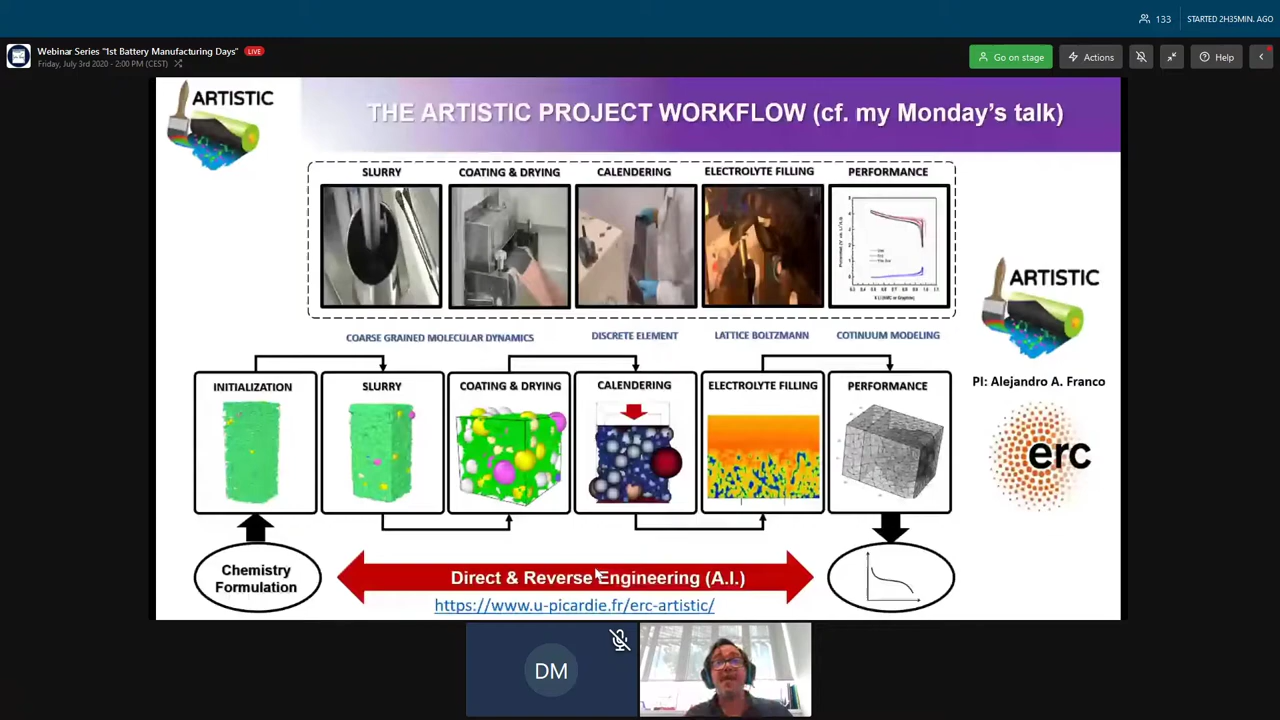 133
STARTED 2H35MIN. AGO
Webinar Series "1st Battery Manufacturing Days" LIVE
Friday, July 3rd 2020 - 2:00 PM (CEST)
Go on stage
Actions
Help
ARTISTIC
THE ARTISTIC PROJECT WORKFLOW (cf. my Monday's talk)
SLURRY
COATING & DRYING
CALENDERING
ELECTROLYTE FILLING
PERFORMANCE
ARTISTIC
COARSE GRAINED MOLECULAR DYNAMICS
DISCRETE ELEMENT
LATTICE BOLTZMANN
COTINUUM MODELING
INITIALIZATION
SLURRY
COATING & DRYING
CALENDERING
ELECTROLYTE FILLING
PERFORMANCE
PI: Alejandro A. Franco
erc
Chemistry
Formulation
Direct & Reverse Engineering (A.I.)
https://www.u-picardie.fr/erc-artistic/
DM